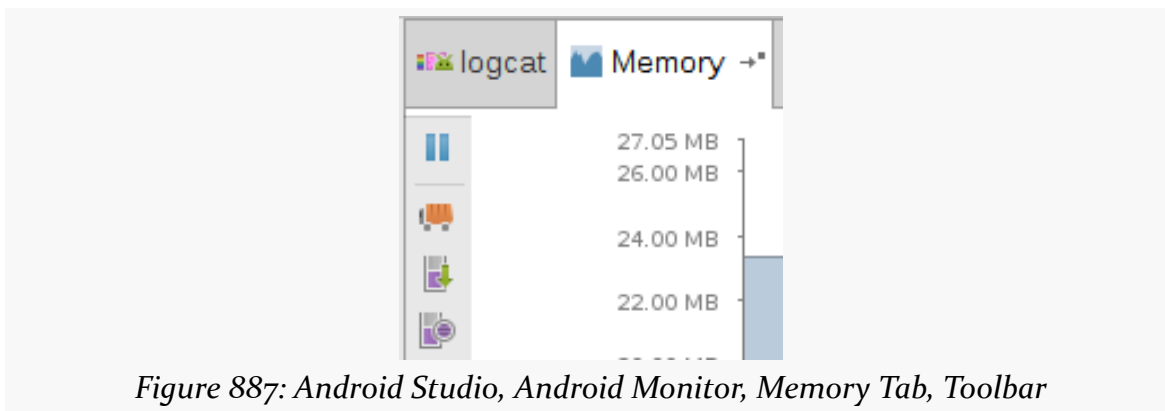 logcat Memory
27.05 MB
26.00 MB
24.00 MB
22.00 MB
Figure 887: Android Studio, Android Monitor, Memory Tab, Toolbar